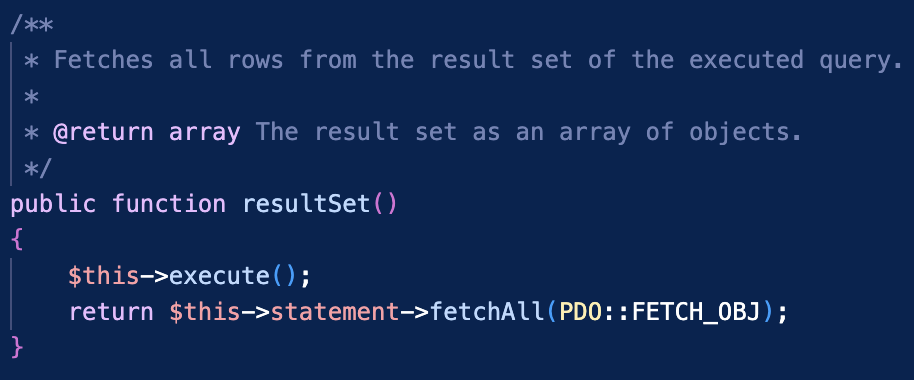 /**
 * Fetches all rows from the result set of the executed query.
 *
 * @return array The result set as an array of objects.
 */
public function resultSet()
{
    $this->execute();
    return $this->statement->fetchAll(PDO::FETCH_OBJ);
}